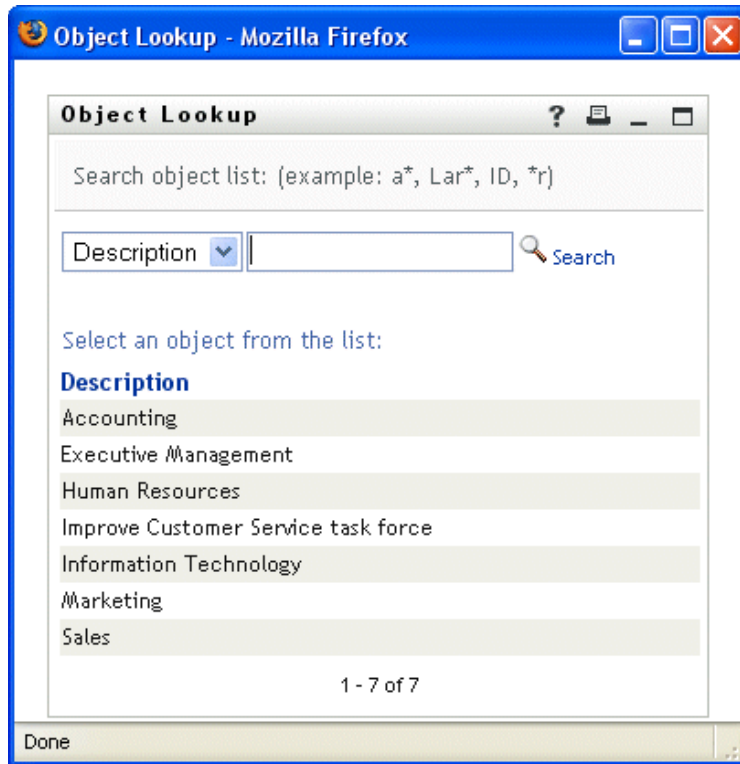 Object Lookup - Mozilla Firefox
Object Lookup ?
Search object list: (example: a*, Lar*, ID, *r)
Description Search
Select an object from the list:
Description
Accounting
Executive Management
Human Resources
Improve Customer Service task force
Information Technology
Marketing
Sales
1 - 7 of 7
Done